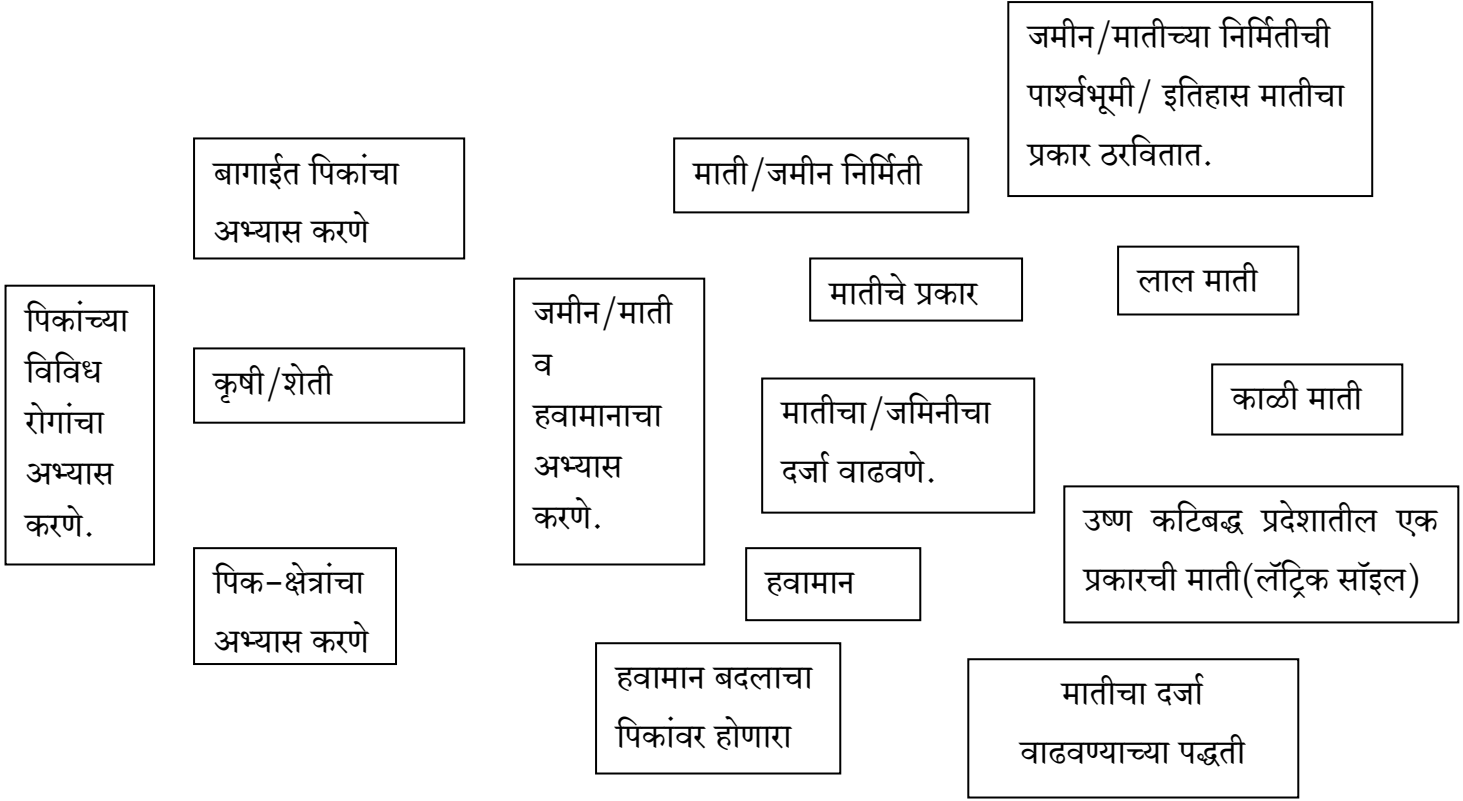 जमीन/मातीच्या निर्मितीची
पार्श्वभूमी/ इतिहास मातीचा
प्रकार ठरवितात.
बागाईत पिकांचा
अभ्यास करणे
माती/जमीन निर्मिती
मातीचे प्रकार
लाल माती
पिकांच्या
विविध
रोगांचा
अभ्यास
करणे.
कृषी/शेती
जमीन/माती
व
हवामानाचा
अभ्यास
करणे.
मातीचा/जमिनीचा
दर्जा वाढवणे.
काळी माती
उष्ण कटिबद्ध प्रदेशातील एक
प्रकारची माती(लॅट्रिक सॉइल)
पिक-क्षेत्रांचा
अभ्यास करणे
हवामान
हवामान बदलाचा
पिकांवर होणारा
मातीचा दर्जा
वाढवण्याच्या पद्धती